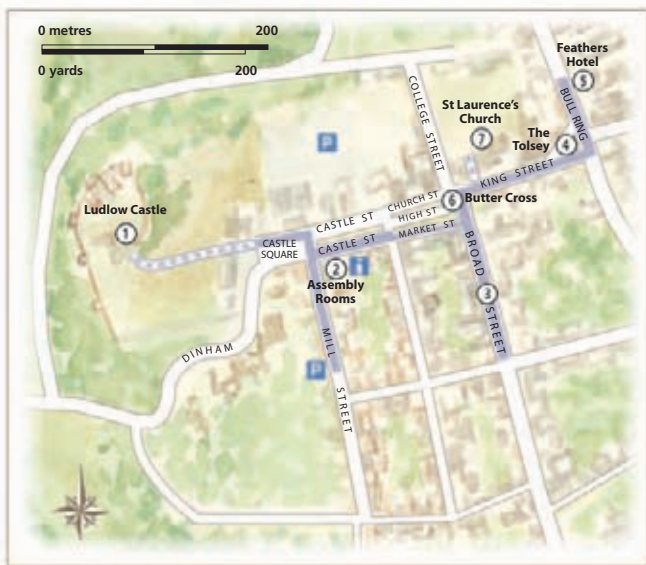 0 metres 200
0 yards 200
Feathers
Hotel
5
BULL RING
COLLEGE STREET
St Laurence's
Church
7
The
Tolsey
4
KING STREET
P
Ludlow Castle
1
CASTLE ST
CHURCH ST
HIGH ST
6
Butter Cross
CASTLE
SQUARE
CASTLE ST
MARKET ST
2
i
Assembly
Rooms
BROAD STREET
3
DINHAM
MILL STREET
P